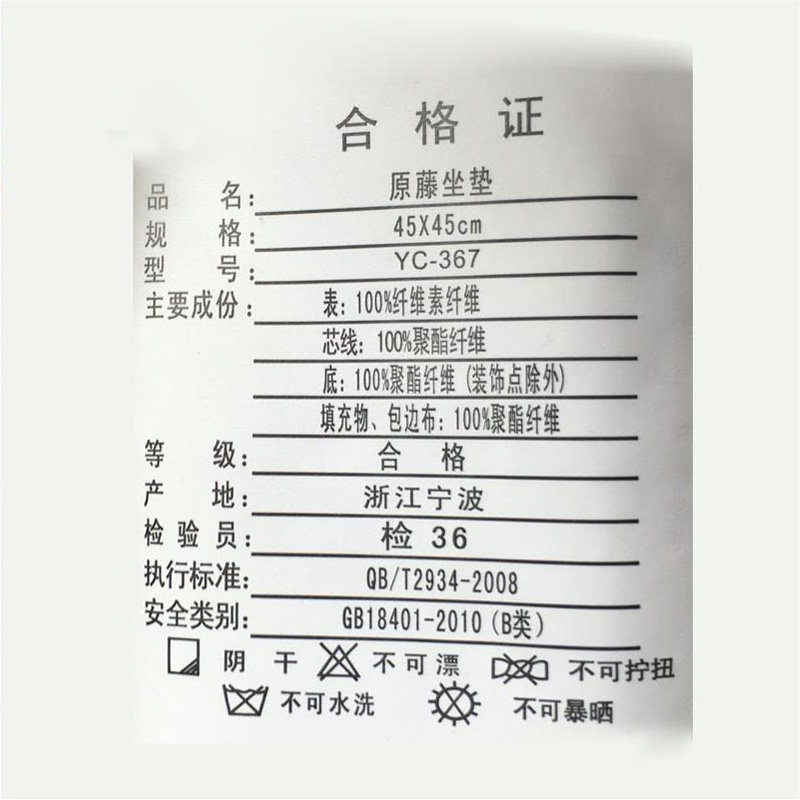 合格证
品名：原藤坐垫
规格：45X45cm
型号：YC-367
主要成份：表：100%纤维素纤维
芯线：100%聚酯纤维
底：100%聚酯纤维（装饰点除外）
填充物、包边布：100%聚酯纤维
等级：合格
产地：浙江宁波
检验员：检 36
执行标准：QB/T2934-2008
安全类别：GB18401-2010（B类）
阴干 不可漂 不可拧扭
不可水洗 不可暴晒